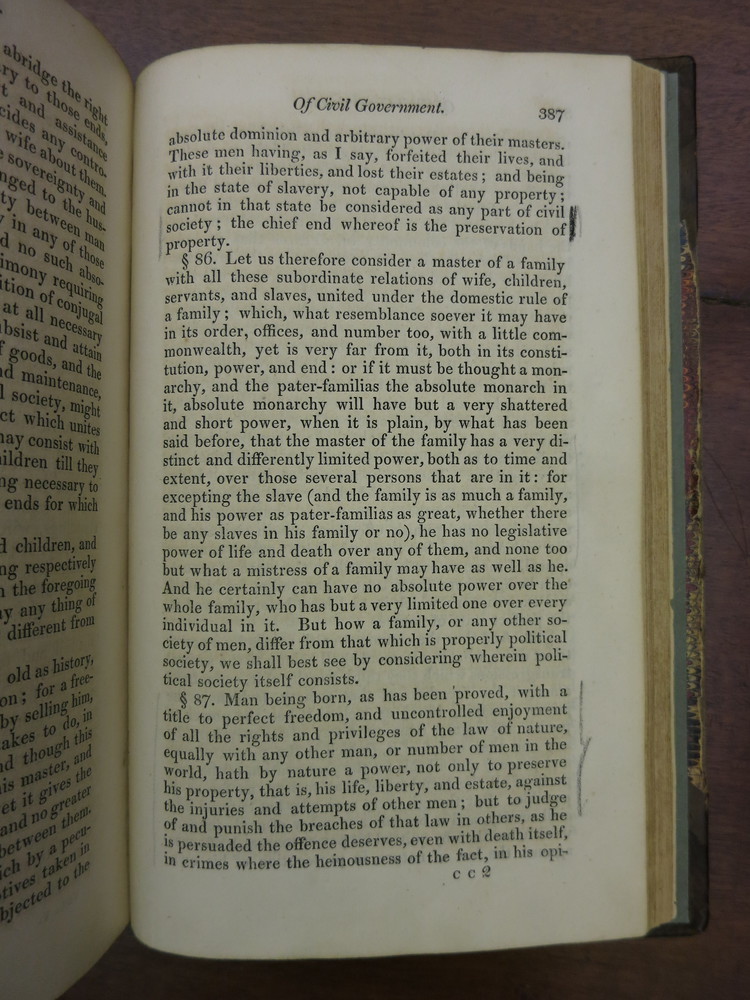 abridge the right
ry to those ends,
t and assistance
cides any contro-
wife about them.
sovereignty and
nged to the hus-
ty between man
y in any of those
d no such abso-
imony requiring
ition of conjugal
at all necessary
bsist and attain
f goods, and the
d maintenance,
l society, might
ct which unites
nay consist with
ildren till they
ng necessary to
ends for which
d children, and
ng respectively
n the foregoing
y any thing of
different from
old as history,
on; for a free-
by selling him,
akes to do, in
nd though this
is master, and
et it gives the
and no greater
between them.
ich by a pecu-
tives taken in
bjected to the
Of Civil Government. 387
absolute dominion and arbitrary power of their masters.
These men having, as I say, forfeited their lives, and
with it their liberties, and lost their estates; and being
in the state of slavery, not capable of any property;
cannot in that state be considered as any part of civil
society; the chief end whereof is the preservation of
property.
§ 86. Let us therefore consider a master of a family
with all these subordinate relations of wife, children,
servants, and slaves, united under the domestic rule of
a family; which, what resemblance soever it may have
in its order, offices, and number too, with a little com-
monwealth, yet is very far from it, both in its consti-
tution, power, and end: or if it must be thought a mon-
archy, and the pater-familias the absolute monarch in
it, absolute monarchy will have but a very shattered
and short power, when it is plain, by what has been
said before, that the master of the family has a very di-
stinct and differently limited power, both as to time and
extent, over those several persons that are in it: for
excepting the slave (and the family is as much a family,
and his power as pater-familias as great, whether there
be any slaves in his family or no), he has no legislative
power of life and death over any of them, and none too
but what a mistress of a family may have as well as he.
And he certainly can have no absolute power over the
whole family, who has but a very limited one over every
individual in it. But how a family, or any other so-
ciety of men, differ from that which is properly political
society, we shall best see by considering wherein poli-
tical society itself consists.
§ 87. Man being born, as has been proved, with a
title to perfect freedom, and uncontrolled enjoyment
of all the rights and privileges of the law of nature,
equally with any other man, or number of men in the
world, hath by nature a power, not only to preserve
his property, that is, his life, liberty, and estate, against
the injuries and attempts of other men; but to judge
of and punish the breaches of that law in others, as he
is persuaded the offence deserves, even with death itself,
in crimes where the heinousness of the fact, in his opi-
c c 2